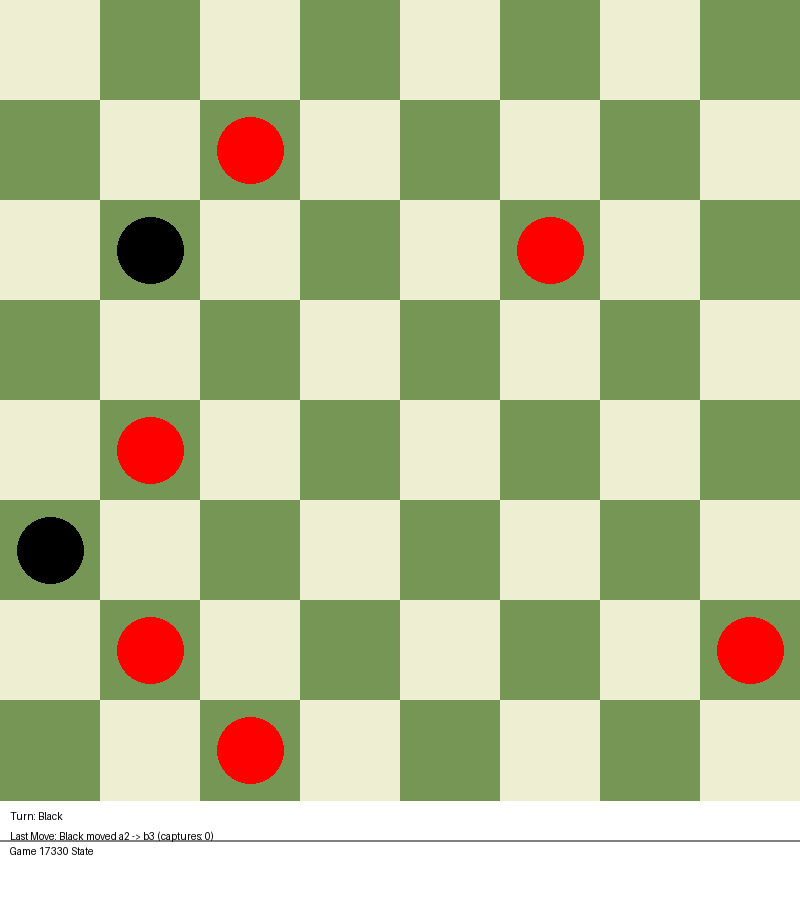 Turn: Black
Last Move: Black moved a2 -> b3 (captures: 0)
Game 17330 State